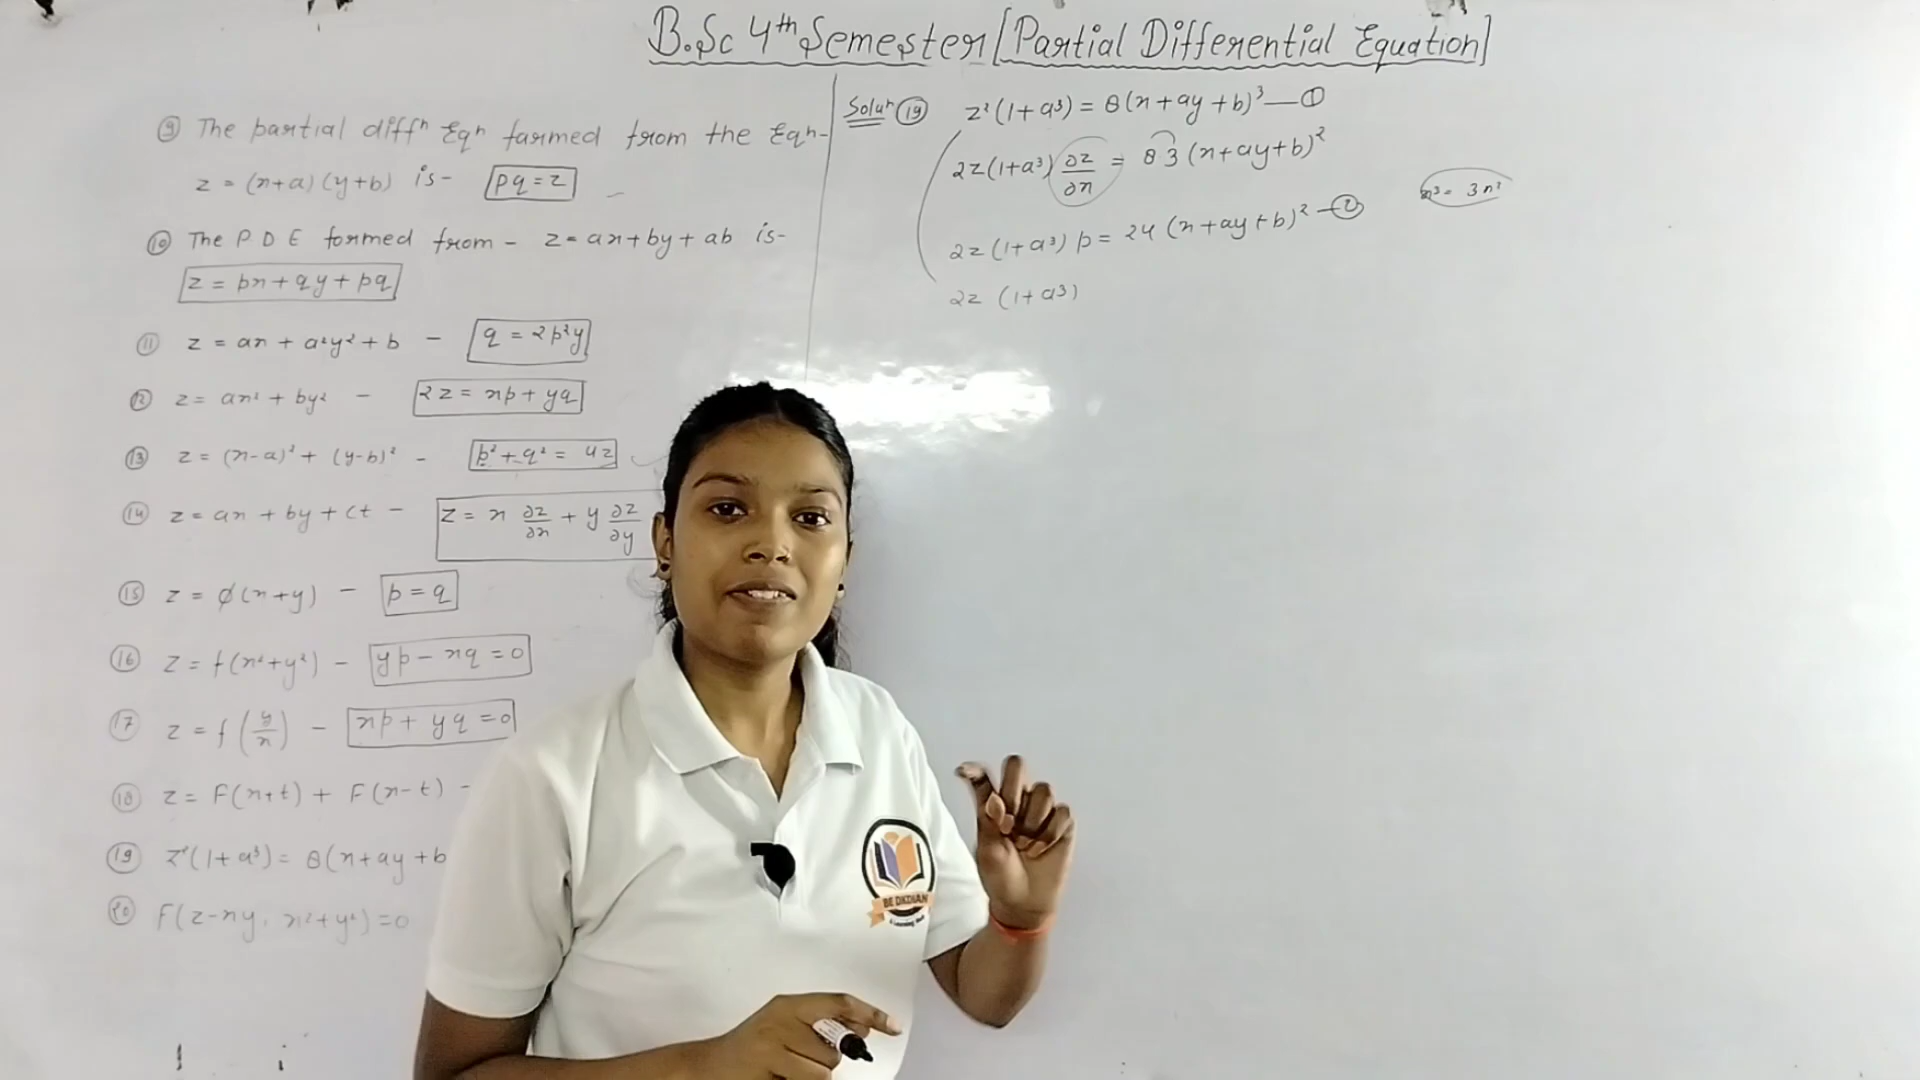 B.Sc 4th Semester [Partial Differential Equation]
⑨ The partial diffn Eqn farmed from the Eqn-
z = (x+a)(y+b) is- pq = z
⑩ The P D E formed from - z = ax+by+ab is-
z = px + qy + pq
⑪ z = ax + a²y² + b - q = 2p²y
⑫ z = ax² + by² - 2z = xp + yq
⑬ z = (x-a)² + (y-b)² - p² + q² = 4z
⑭ z = ax + by + ct - z = x ∂z/∂x + y ∂z/∂y
⑮ z = ϕ(x+y) - p = q
⑯ z = f(x²+y²) - yp - xq = 0
⑰ z = f(y/x) - xp + yq = 0
⑱ z = F(x+t) + F(x-t) -
⑲ z²(1+a³) = 8(x+ay+b
⑳ F(z-xy, x²+y²) = 0
Solun ⑲ z²(1+a³) = 8(x+ay+b)³ — ①
2z(1+a³) ∂z/∂x = 8 3 (x+ay+b)²
x³ = 3x²
2z(1+a³) p = 24 (x+ay+b)² — ②
2z (1+a³)
BE DKDIAN